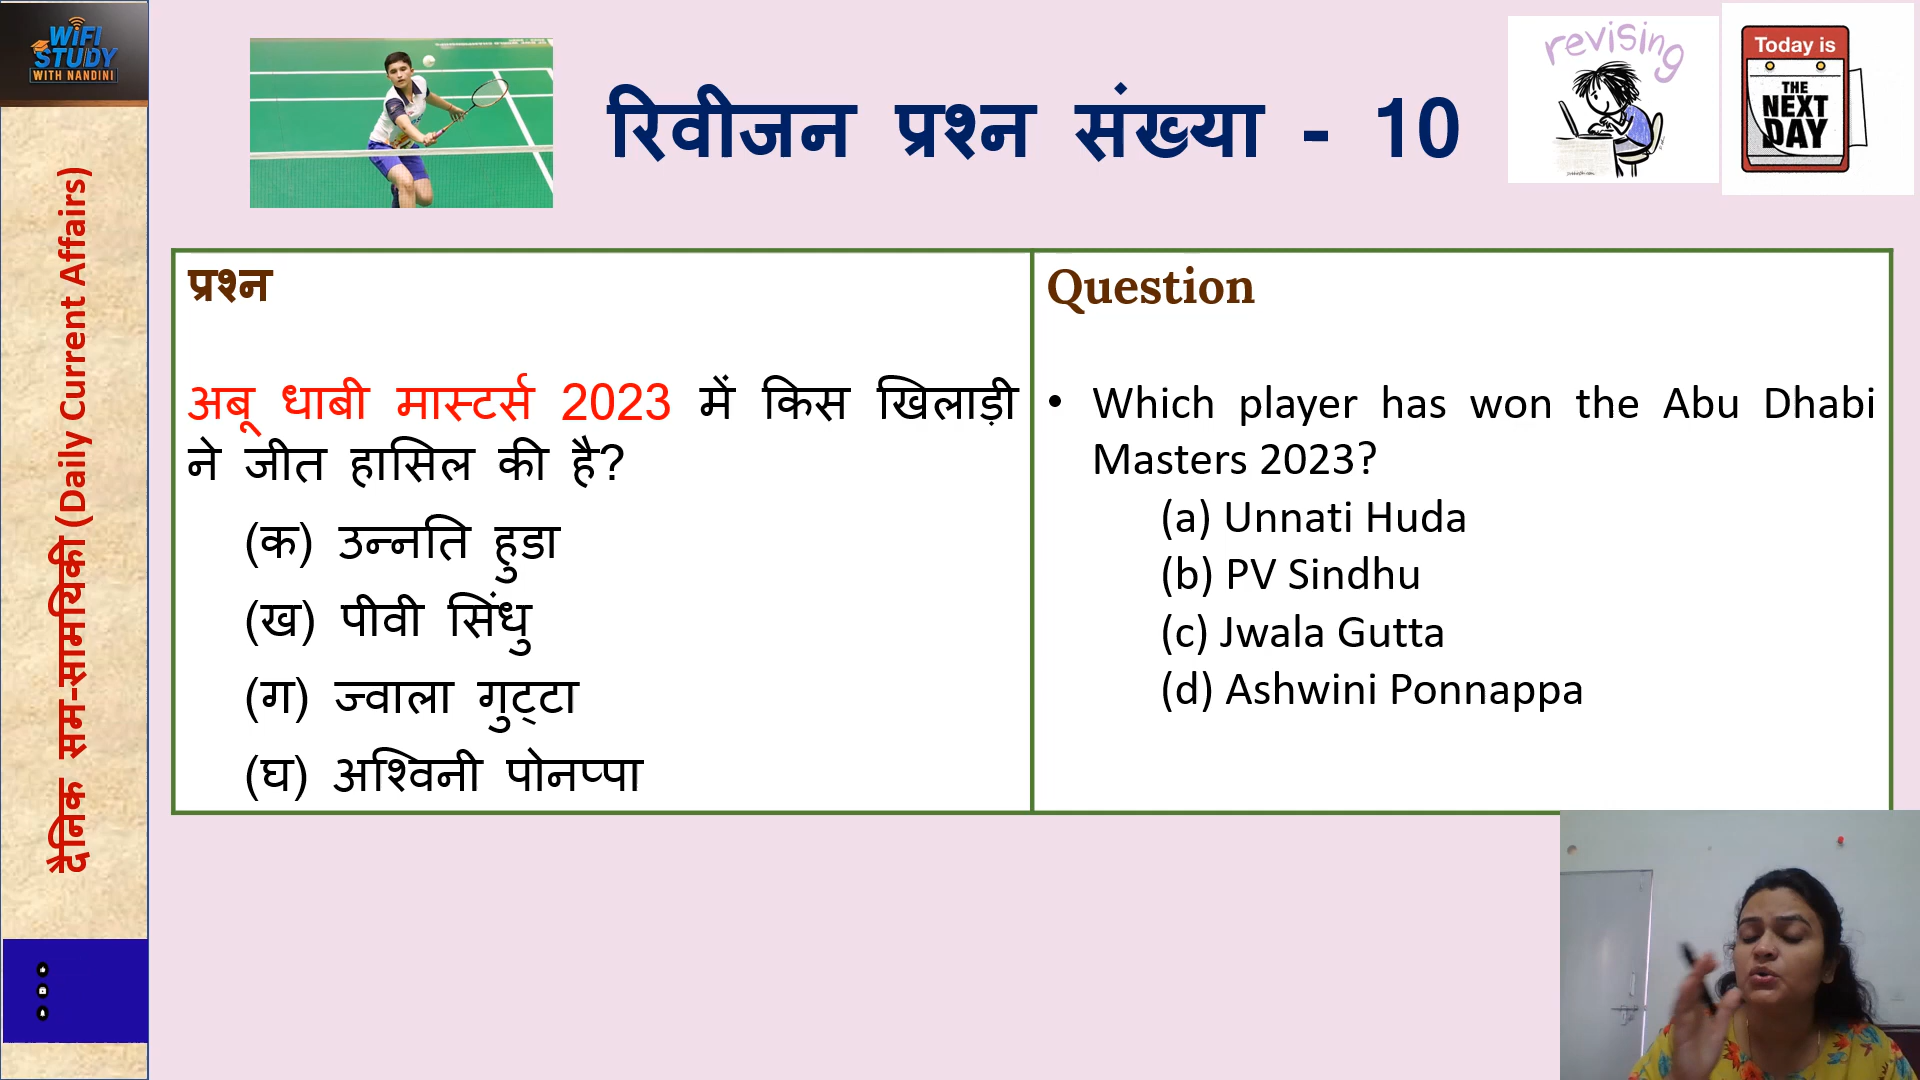 WiFi
STUDY
WITH NANDINI
दैनिक सम-सामयिकी (Daily Current Affairs)
रिवीजन प्रश्न संख्या - 10
revising
Today is
THE
NEXT
DAY
प्रश्न
अबू धाबी मास्टर्स 2023 में किस खिलाड़ी
ने जीत हासिल की है?
(क) उन्नति हुडा
(ख) पीवी सिंधु
(ग) ज्वाला गुट्टा
(घ) अश्विनी पोनप्पा
Question
• Which player has won the Abu Dhabi
Masters 2023?
(a) Unnati Huda
(b) PV Sindhu
(c) Jwala Gutta
(d) Ashwini Ponnappa